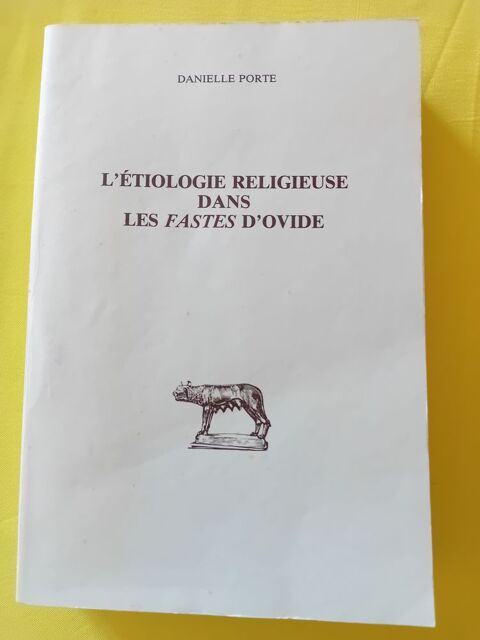 DANIELLE PORTE
L'ÉTIOLOGIE RELIGIEUSE
DANS
LES FASTES D'OVIDE